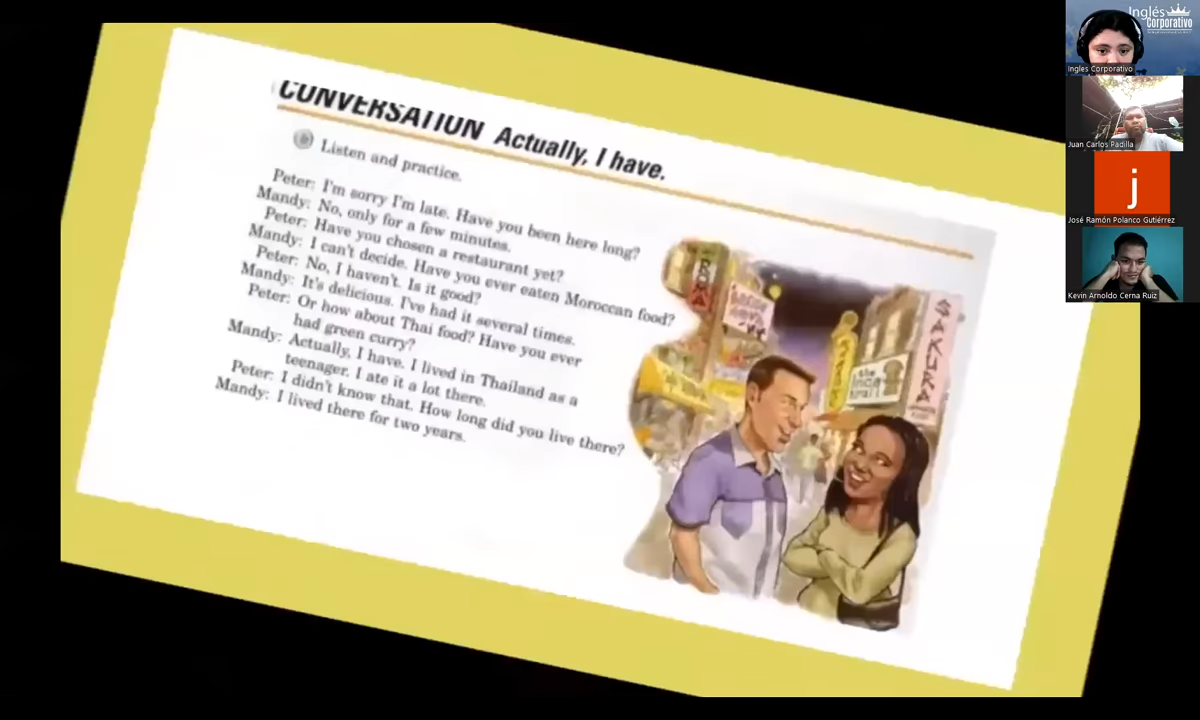 CONVERSATION Actually, I have.
Listen and practice.
Peter: I'm sorry I'm late. Have you been here long?
Mandy: No, only for a few minutes.
Peter: Have you chosen a restaurant yet?
Mandy: I can't decide. Have you ever eaten Moroccan food?
Peter: No, I haven't. Is it good?
Mandy: It's delicious. I've had it several times.
Peter: Or how about Thai food? Have you ever
had green curry?
Mandy: Actually, I have. I lived in Thailand as a
teenager. I ate it a lot there.
Peter: I didn't know that. How long did you live there?
Mandy: I lived there for two years.
the
Inca
trail
SAKURA
Inglés
Corporativo
Ingles Corporativo
Juan Carlos Padilla
j
José Ramón Polanco Gutiérrez
Kevin Arnoldo Cerna Ruiz